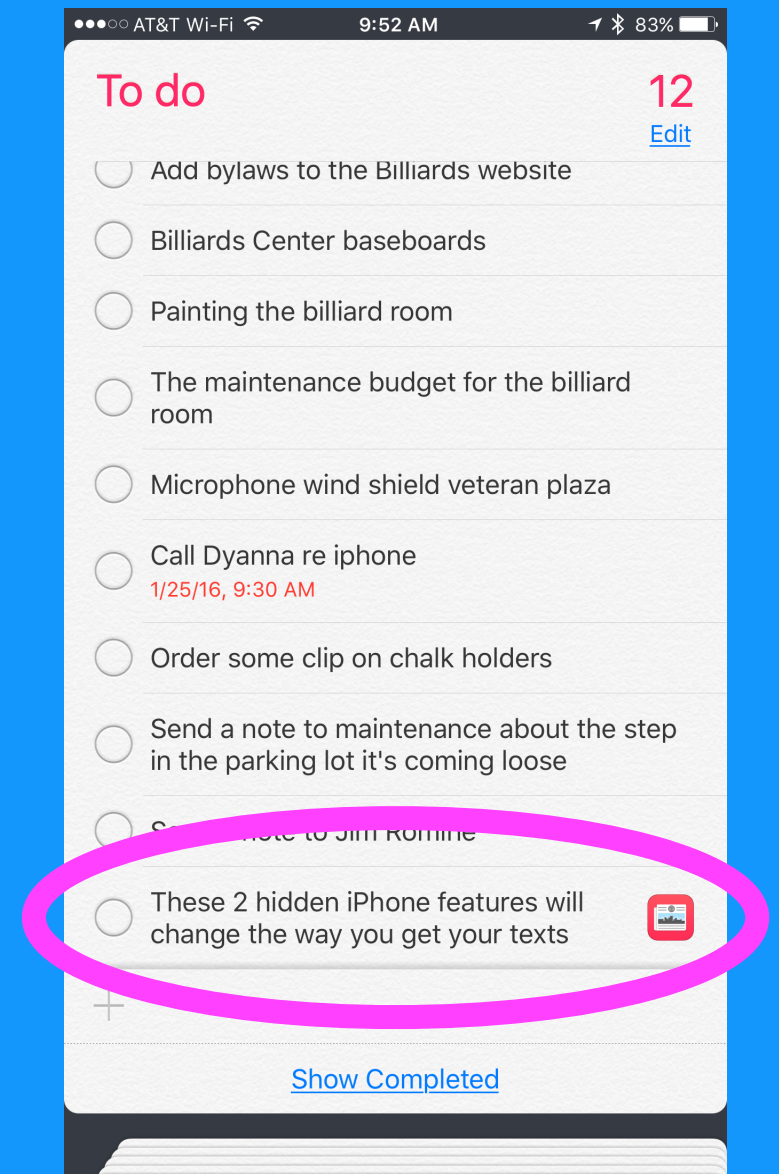 AT&T Wi-Fi 9:52 AM 83%
To do 12
Edit
Add bylaws to the Billiards website
Billiards Center baseboards
Painting the billiard room
The maintenance budget for the billiard
room
Microphone wind shield veteran plaza
Call Dyanna re iphone
1/25/16, 9:30 AM
Order some clip on chalk holders
Send a note to maintenance about the step
in the parking lot it's coming loose
note to Jim Romine
These 2 hidden iPhone features will
change the way you get your texts
Show Completed